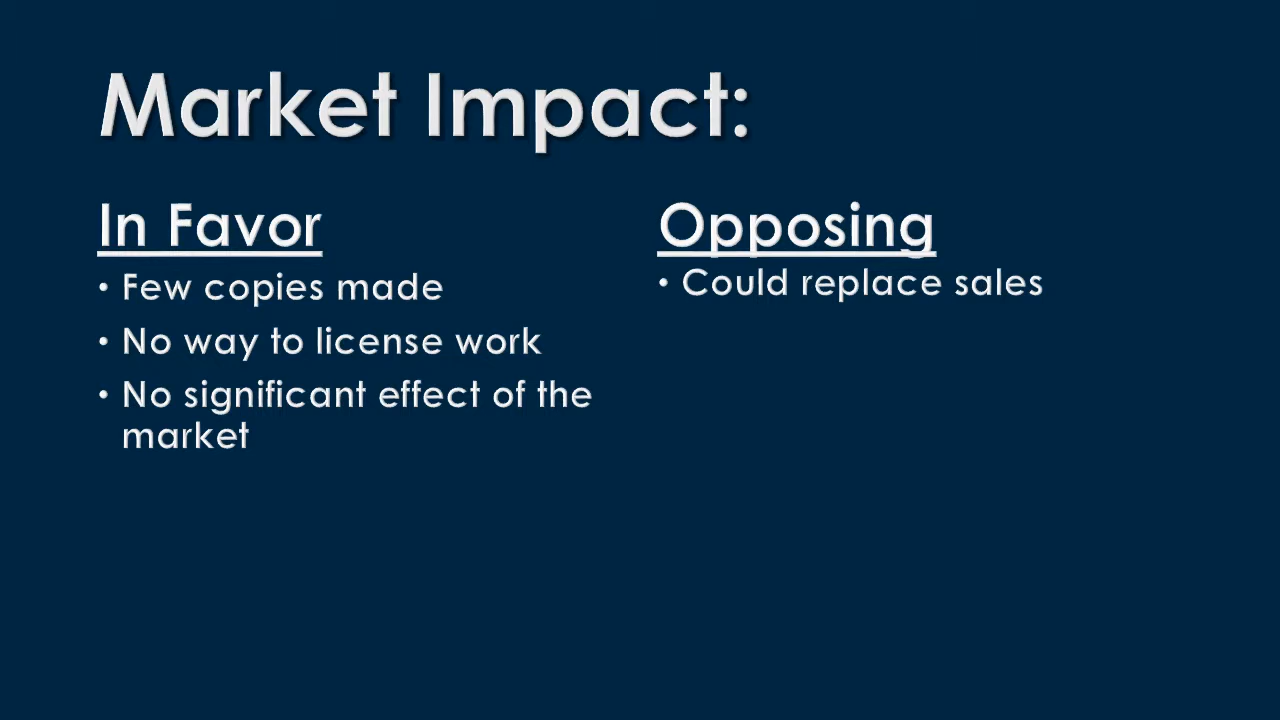 Market Impact:
In Favor
• Few copies made
• No way to license work
• No significant effect of the
market
Opposing
• Could replace sales